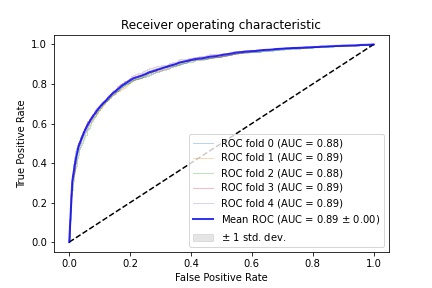 Receiver operating characteristic
True Positive Rate
1.0
0.8
0.6
0.4
0.2
0.0
ROC fold 0 (AUC = 0.88)
ROC fold 1 (AUC = 0.89)
ROC fold 2 (AUC = 0.88)
ROC fold 3 (AUC = 0.89)
ROC fold 4 (AUC = 0.89)
Mean ROC (AUC = 0.89 ± 0.00)
± 1 std. dev.
0.0 0.2 0.4 0.6 0.8 1.0
False Positive Rate